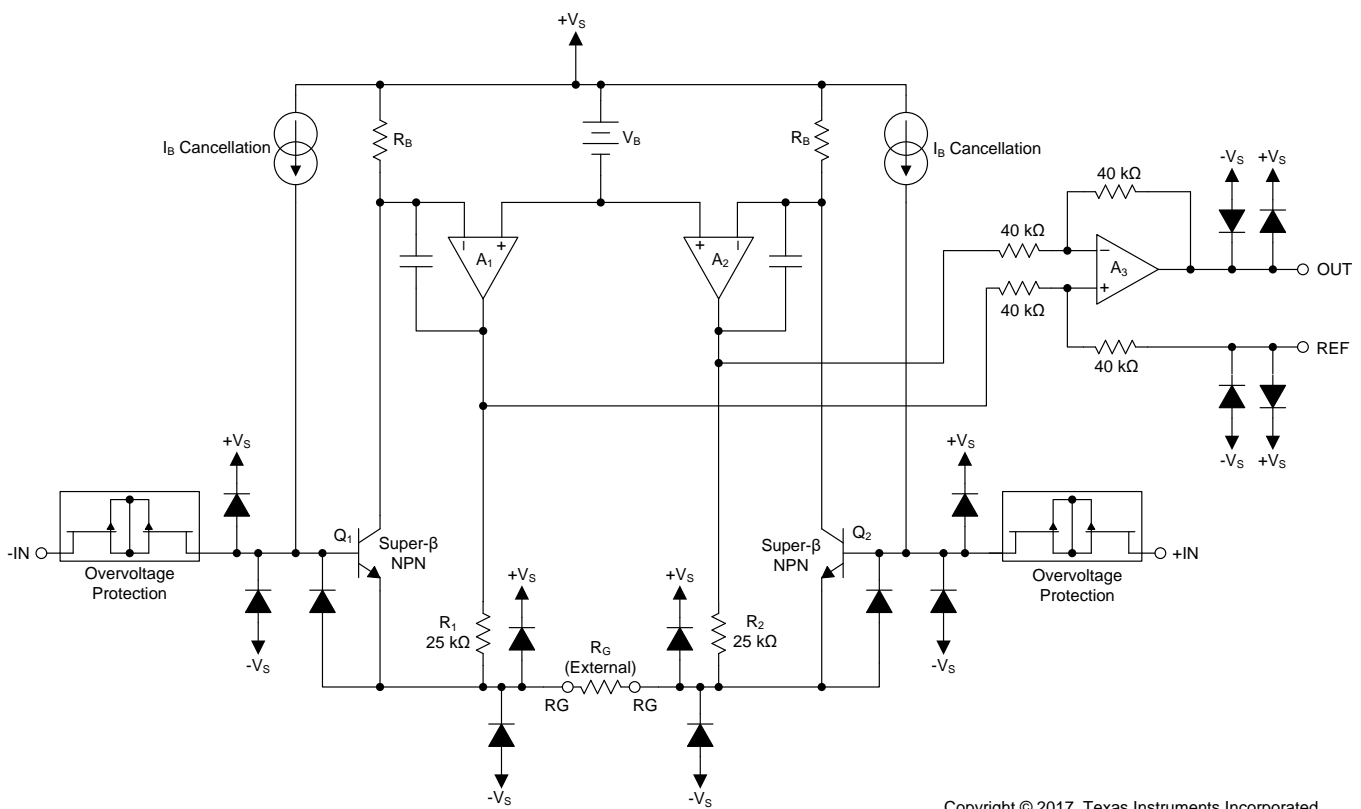 +VS
IB Cancellation
RB
VB
RB
IB Cancellation
-VS
+VS
40 kΩ
40 kΩ
A1
A2
A3
OUT
40 kΩ
40 kΩ
REF
+VS
+VS
-VS
+VS
-IN
Q1
Super-β
NPN
Super-β
NPN
Q2
+IN
Overvoltage
Protection
Overvoltage
Protection
+VS
+VS
R1
25 kΩ
R2
25 kΩ
-VS
-VS
RG
(External)
RG
RG
-VS
-VS
Copyright © 2017, Texas Instruments Incorporated